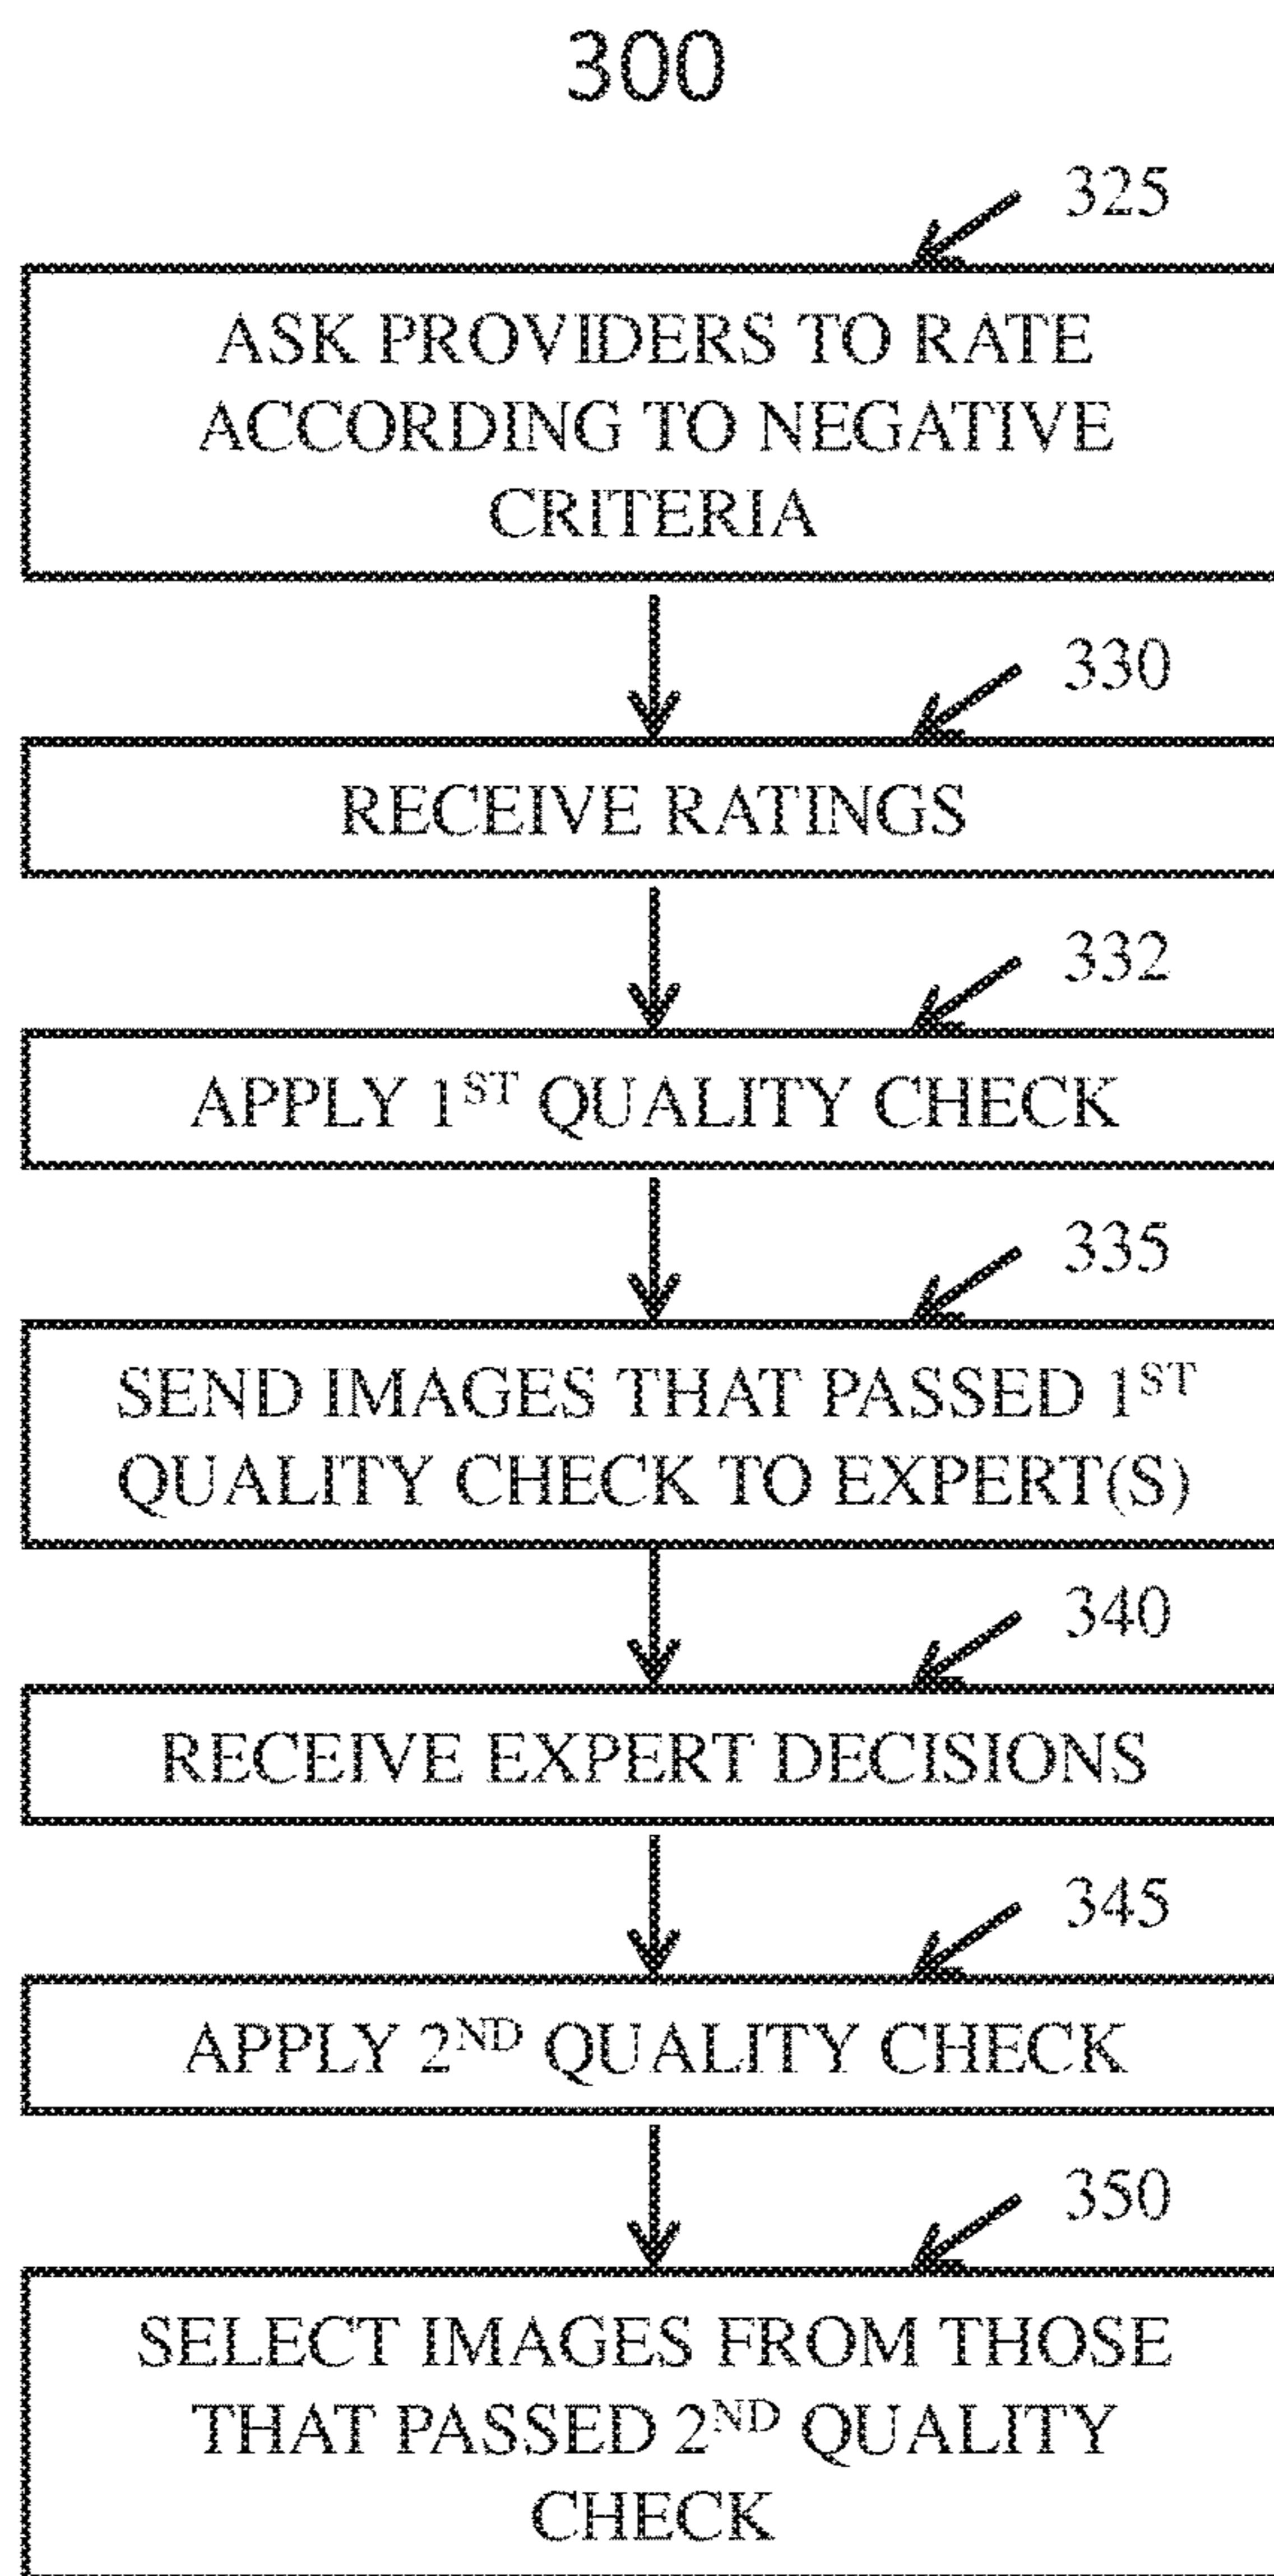 300
325
ASK PROVIDERS TO RATE
ACCORDING TO NEGATIVE
CRITERIA
330
RECEIVE RATINGS
332
APPLY 1ST QUALITY CHECK
335
SEND IMAGES THAT PASSED 1ST
QUALITY CHECK TO EXPERT(S)
340
RECEIVE EXPERT DECISIONS
345
APPLY 2ND QUALITY CHECK
350
SELECT IMAGES FROM THOSE
THAT PASSED 2ND QUALITY
CHECK